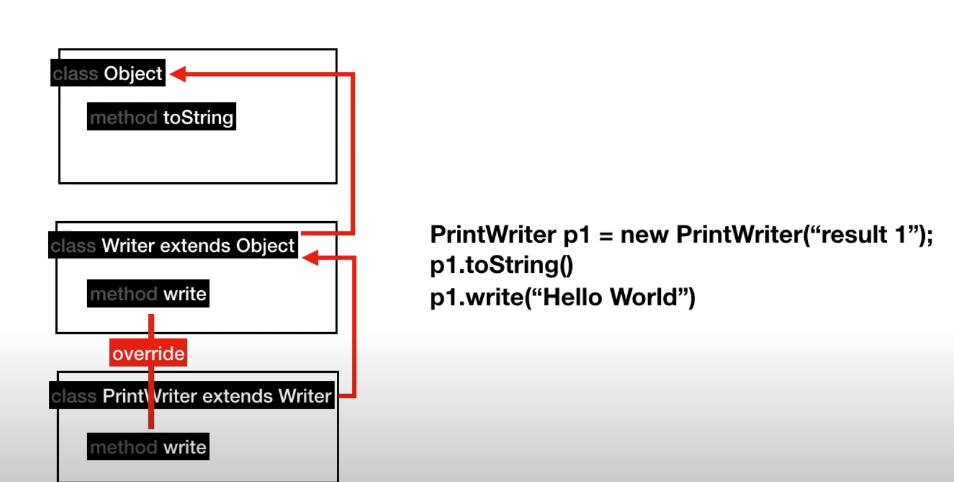 class Object
method toString
class Writer extends Object
method write
override
class PrintWriter extends Writer
method write
PrintWriter p1 = new PrintWriter(“result 1”);
p1.toString()
p1.write(“Hello World”)